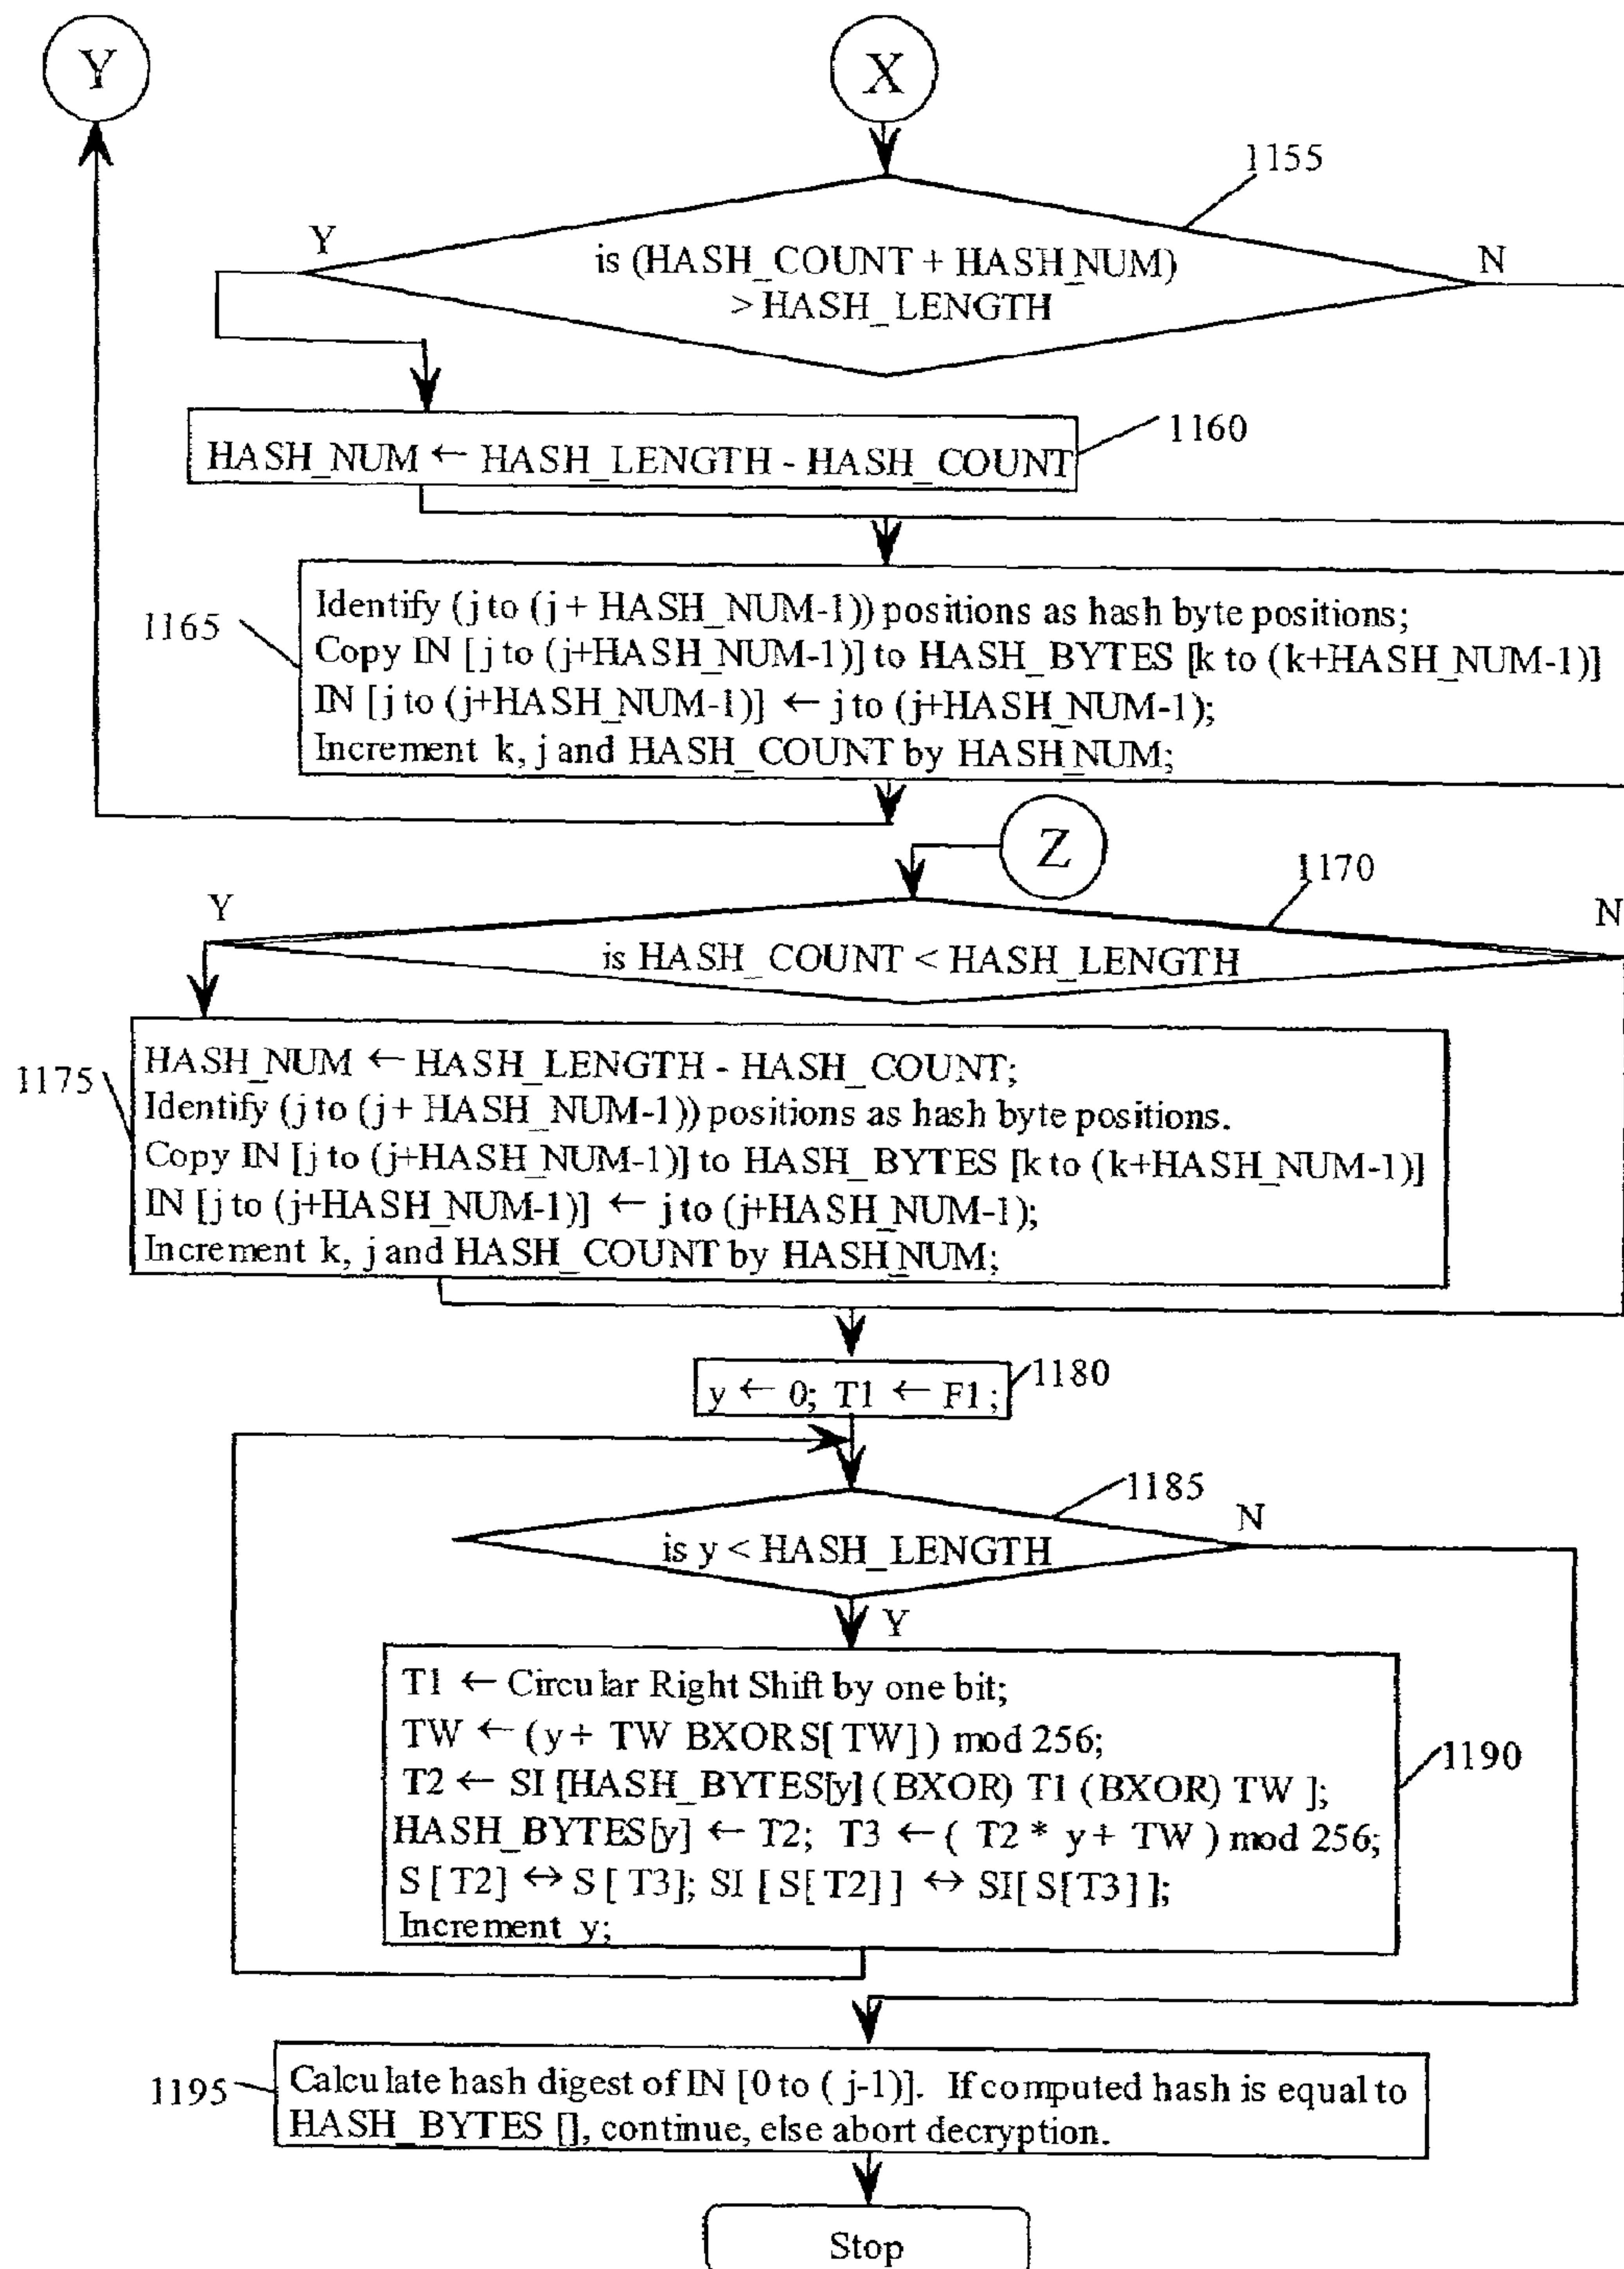 Y
X
1155
Y
N
is (HASH_COUNT + HASH_NUM)
> HASH_LENGTH
1160
HASH_NUM ← HASH_LENGTH - HASH_COUNT
1165
Identify (j to (j + HASH_NUM-1)) positions as hash byte positions;
Copy IN [j to (j+HASH_NUM-1)] to HASH_BYTES [k to (k+HASH_NUM-1)]
IN [j to (j+HASH_NUM-1)] ← j to (j+HASH_NUM-1);
Increment k, j and HASH_COUNT by HASH_NUM;
Z
1170
Y
N
is HASH_COUNT < HASH_LENGTH
1175
HASH_NUM ← HASH_LENGTH - HASH_COUNT;
Identify (j to (j + HASH_NUM-1)) positions as hash byte positions.
Copy IN [j to (j+HASH_NUM-1)] to HASH_BYTES [k to (k+HASH_NUM-1)]
IN [j to (j+HASH_NUM-1)] ← j to (j+HASH_NUM-1);
Increment k, j and HASH_COUNT by HASH_NUM;
y ← 0; T1 ← F1;
1180
1185
N
is y < HASH_LENGTH
Y
T1 ← Circular Right Shift by one bit;
TW ← (y + TW BXOR S[TW]) mod 256;
1190
T2 ← SI [HASH_BYTES[y] (BXOR) T1 (BXOR) TW ];
HASH_BYTES[y] ← T2; T3 ← ( T2 * y + TW ) mod 256;
S [T2] ↔ S[T3]; SI [S[T2]] ↔ SI[S[T3]];
Increment y;
1195
Calculate hash digest of IN [0 to ( j-1)]. If computed hash is equal to
HASH_BYTES [], continue, else abort decryption.
Stop